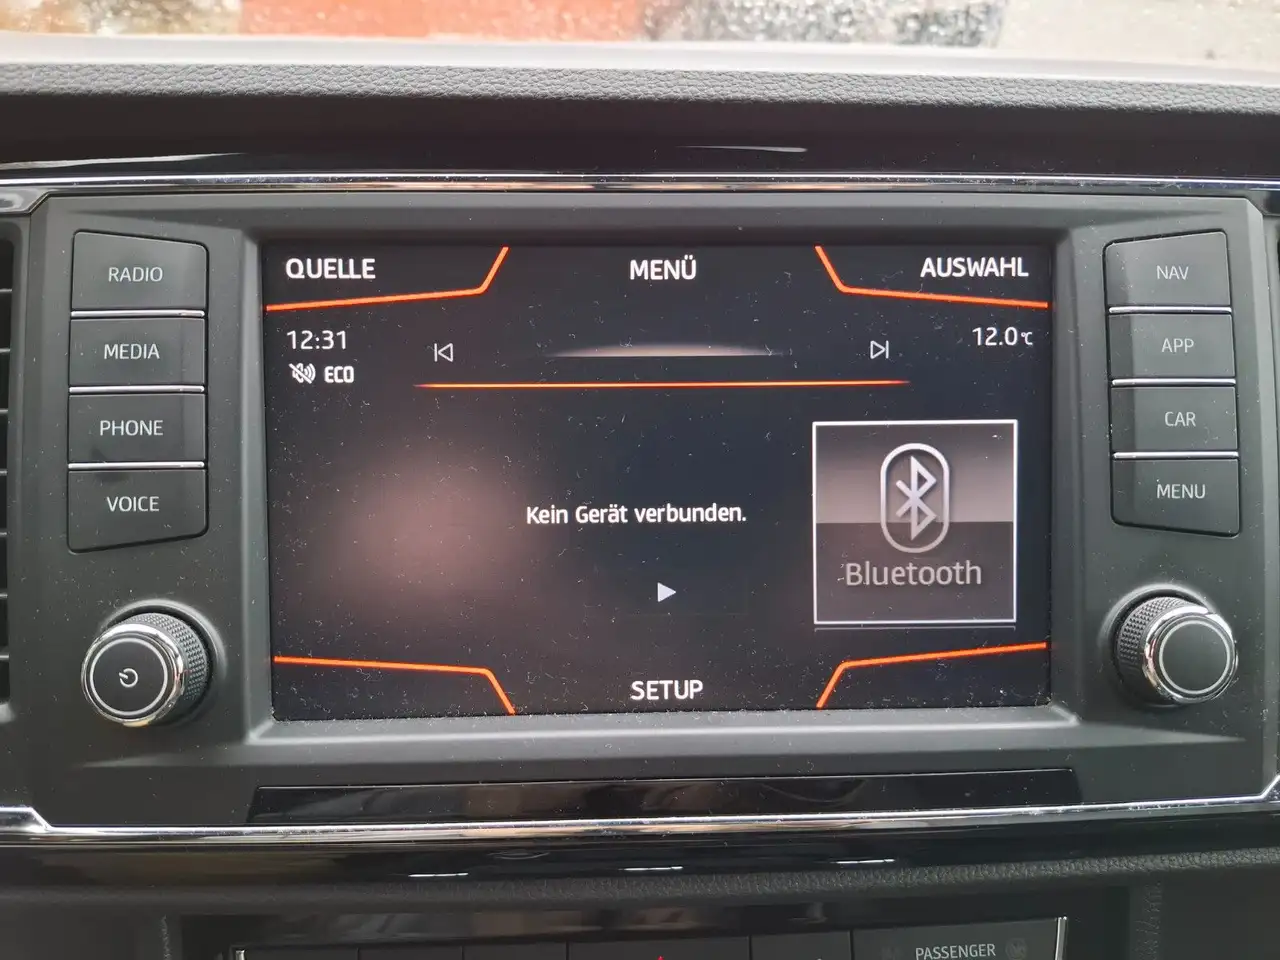 RADIO
MEDIA
PHONE
VOICE
QUELLE
MENÜ
AUSWAHL
12:31
12.0°C
ECO
Kein Gerät verbunden.
Bluetooth
SETUP
NAV
APP
CAR
MENU
PASSENGER